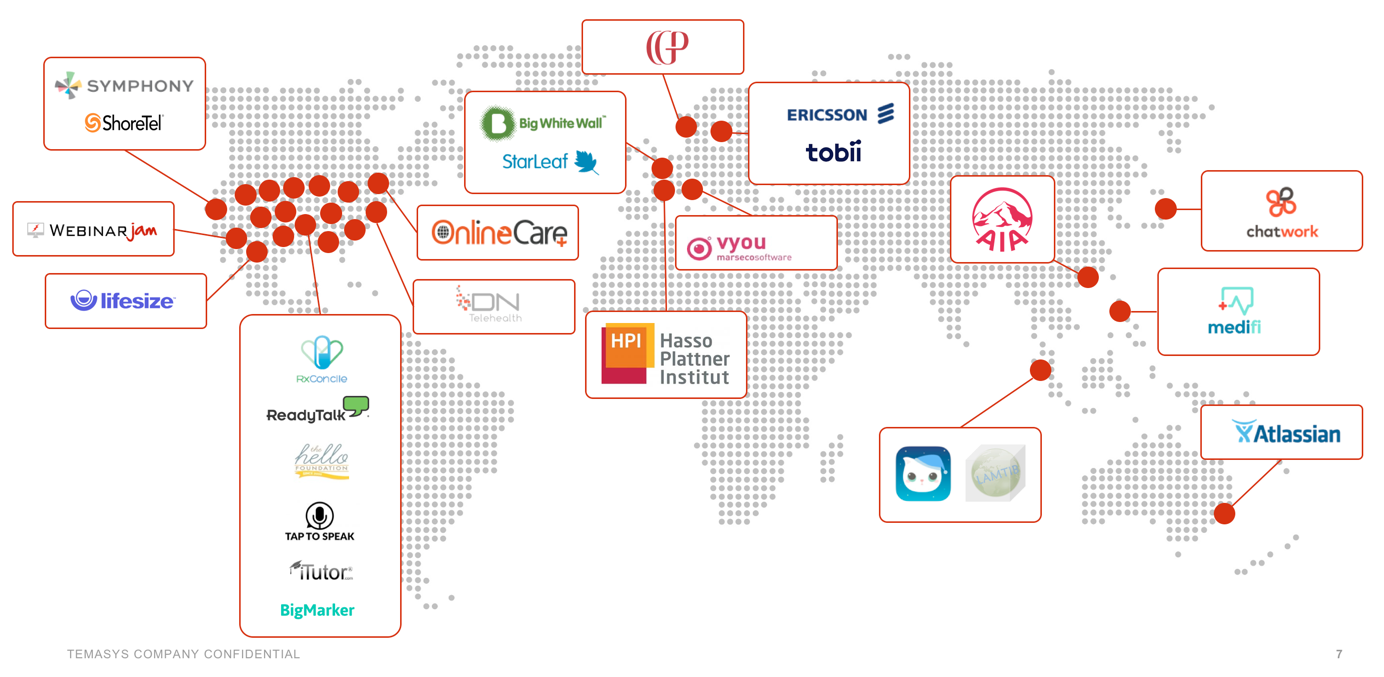 GP
SYMPHONY
ShoreTel
Big White Wall™
StarLeaf
ERICSSON
tobii
WEBINARjam
OnlineCare
vyou
marsecosoftware
AIA
chatwork
lifesize
DN
Telehealth
HPI Hasso
Plattner
Institut
medifi
RxConcile
ReadyTalk
the
hello
FOUNDATION
TAP TO SPEAK
iTutor
BigMarker
LAMTIB
Atlassian
TEMASYS COMPANY CONFIDENTIAL
7